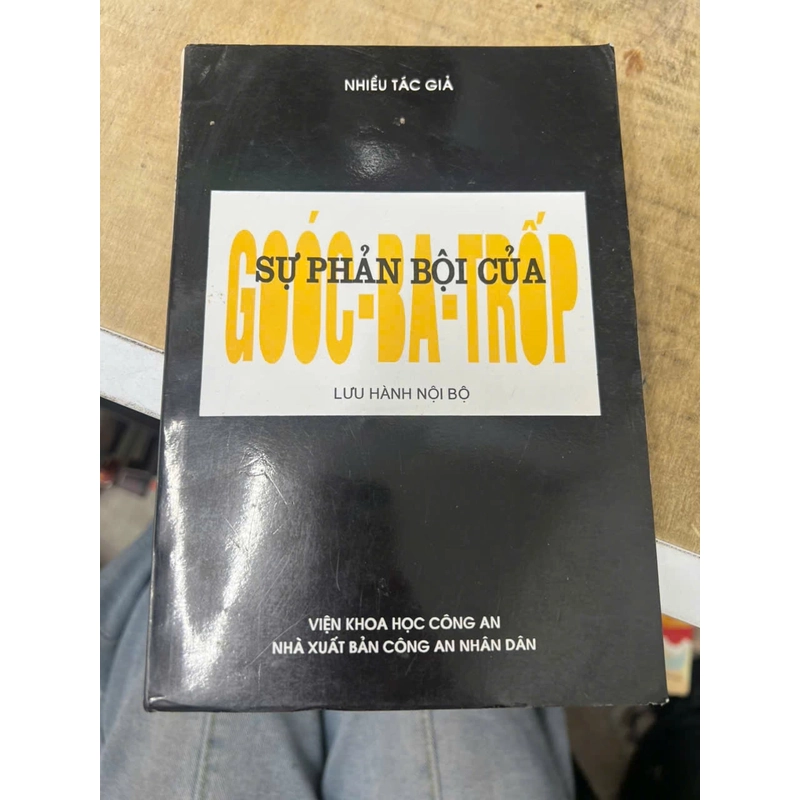 NHIỀU TÁC GIẢ
SỰ PHẢN BỘI CỦA
GOÓC-BA-TRỐP
LƯU HÀNH NỘI BỘ
VIỆN KHOA HỌC CÔNG AN
NHÀ XUẤT BẢN CÔNG AN NHÂN DÂN